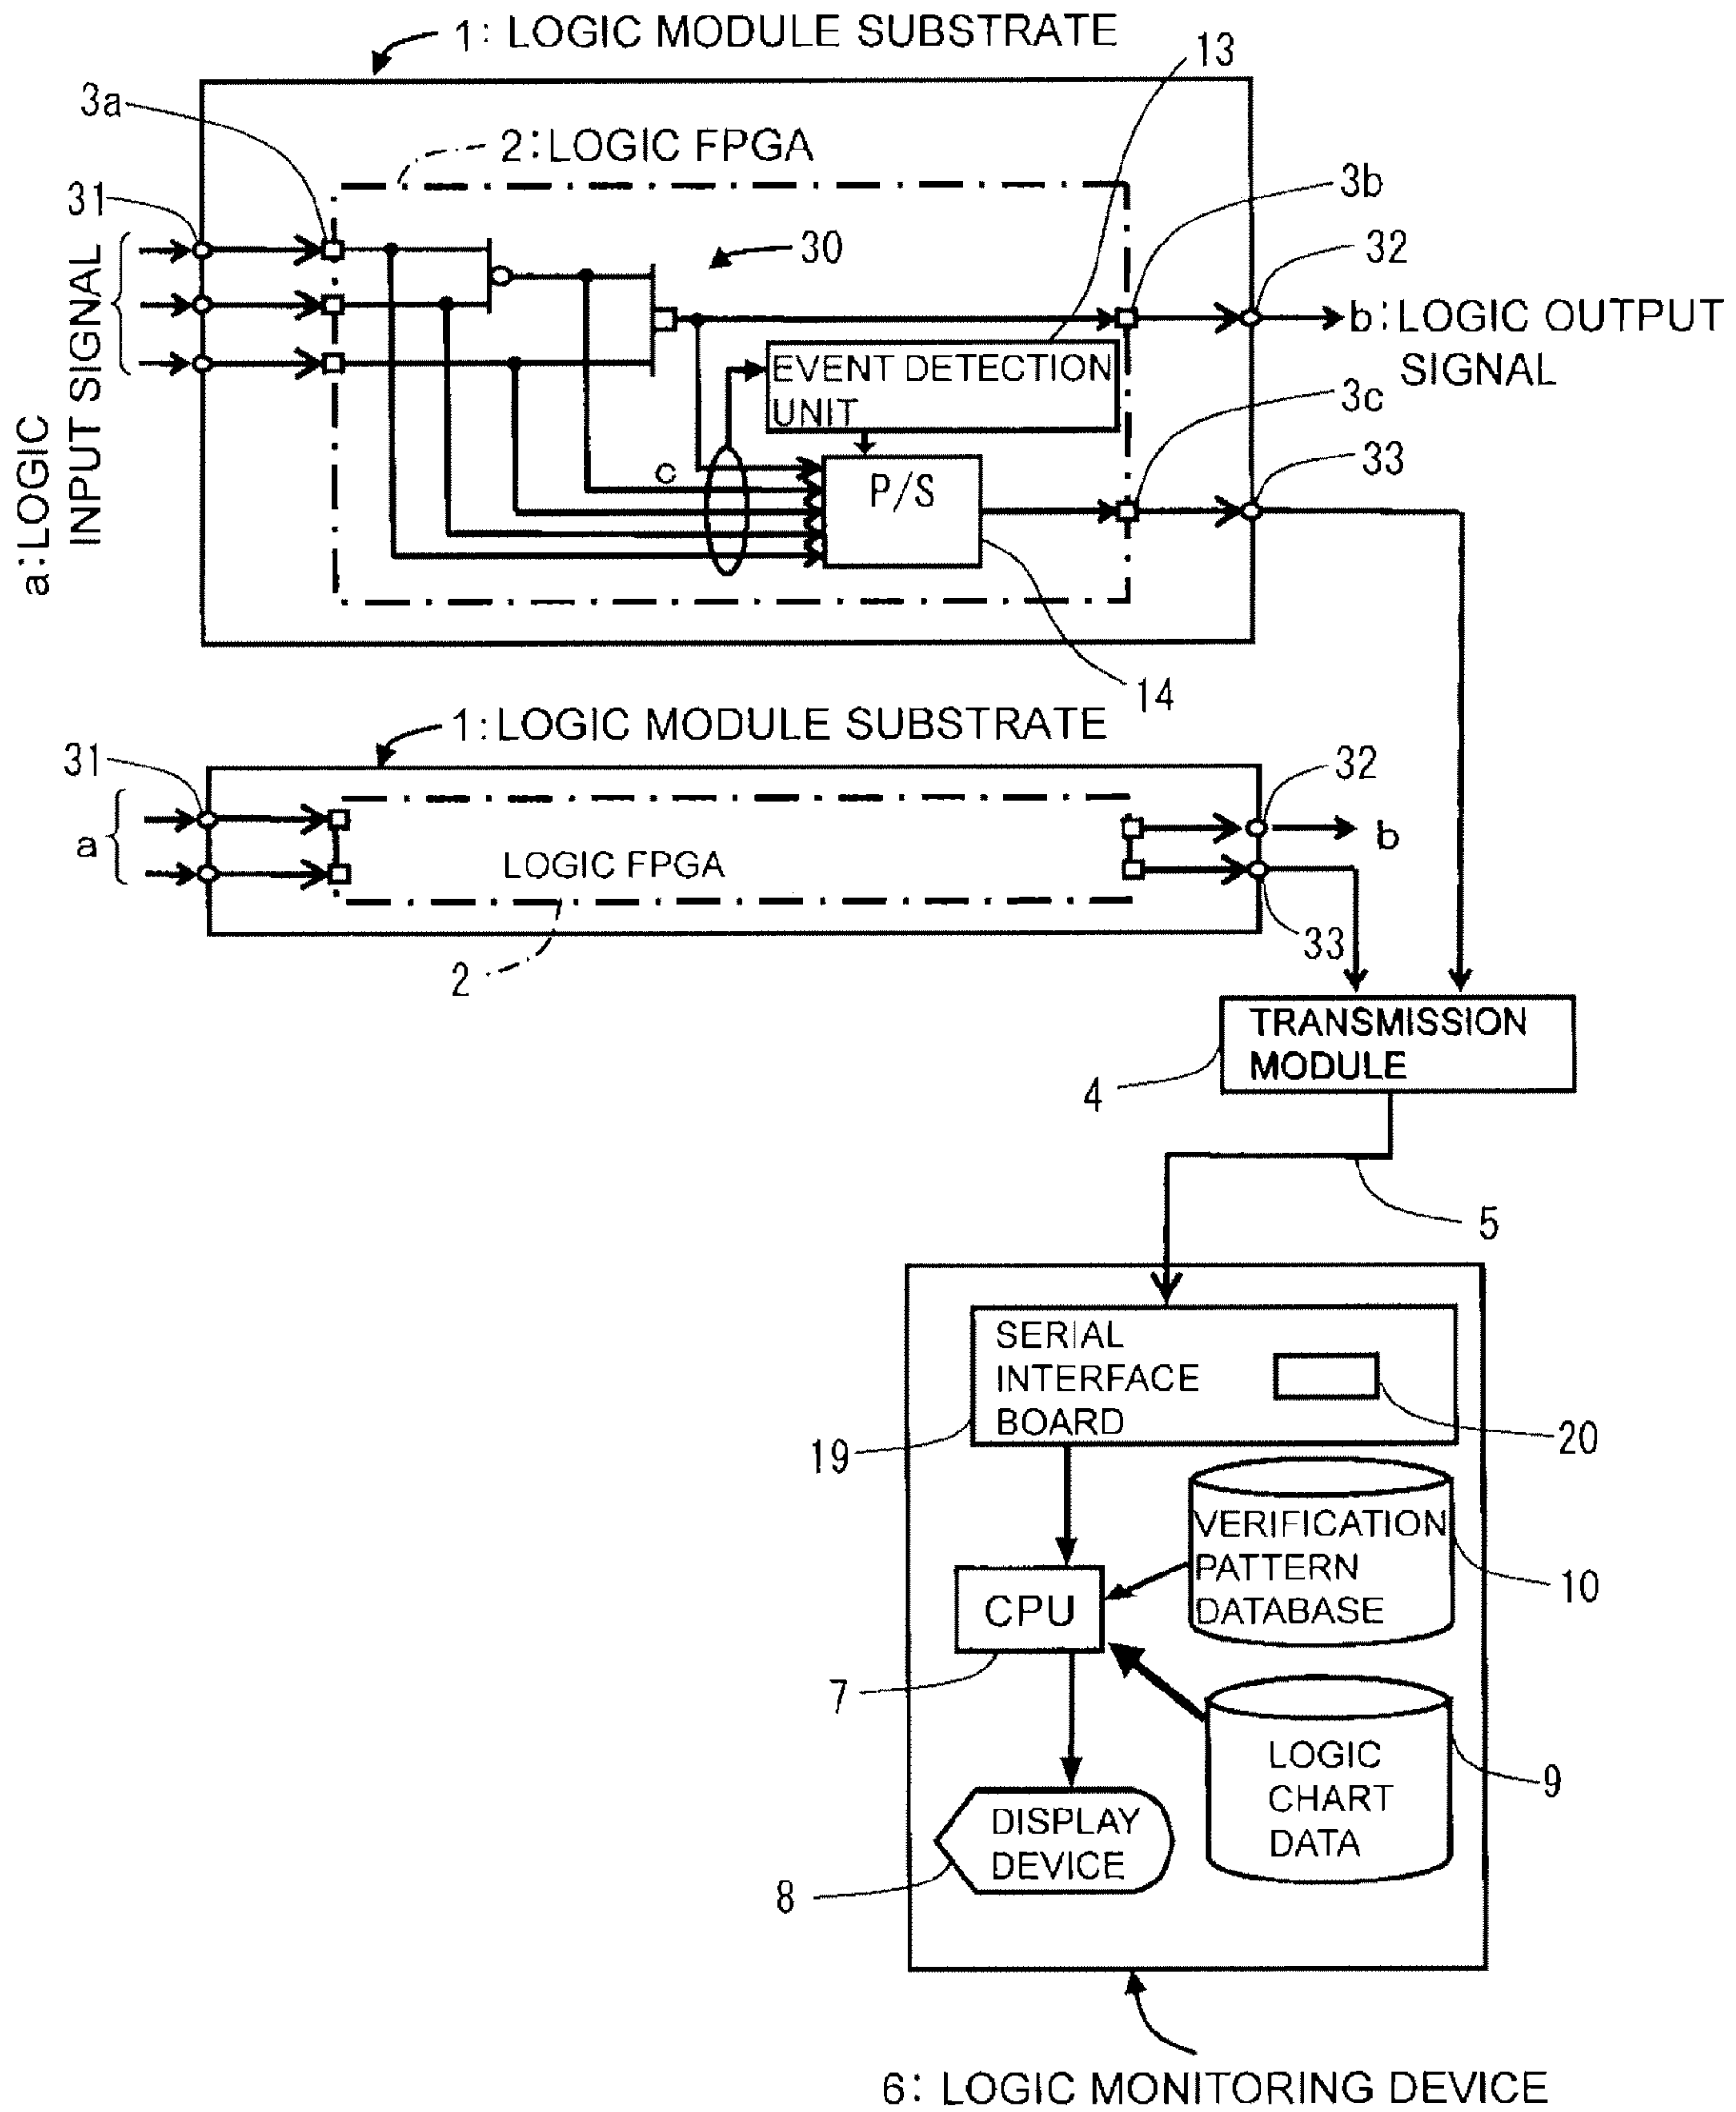 1: LOGIC MODULE SUBSTRATE
13
3a
2:LOGIC FPGA
3b
31
30
32
a:LOGIC
INPUT SIGNAL
b:LOGIC OUTPUT
SIGNAL
EVENT DETECTION
UNIT
3c
c
P/S
33
14
1:LOGIC MODULE SUBSTRATE
31
32
a
b
LOGIC FPGA
33
2
TRANSMISSION
MODULE
4
5
SERIAL
INTERFACE
BOARD
19
20
VERIFICATION
PATTERN
DATABASE
10
CPU
7
LOGIC
CHART
DATA
9
DISPLAY
DEVICE
8
6: LOGIC MONITORING DEVICE